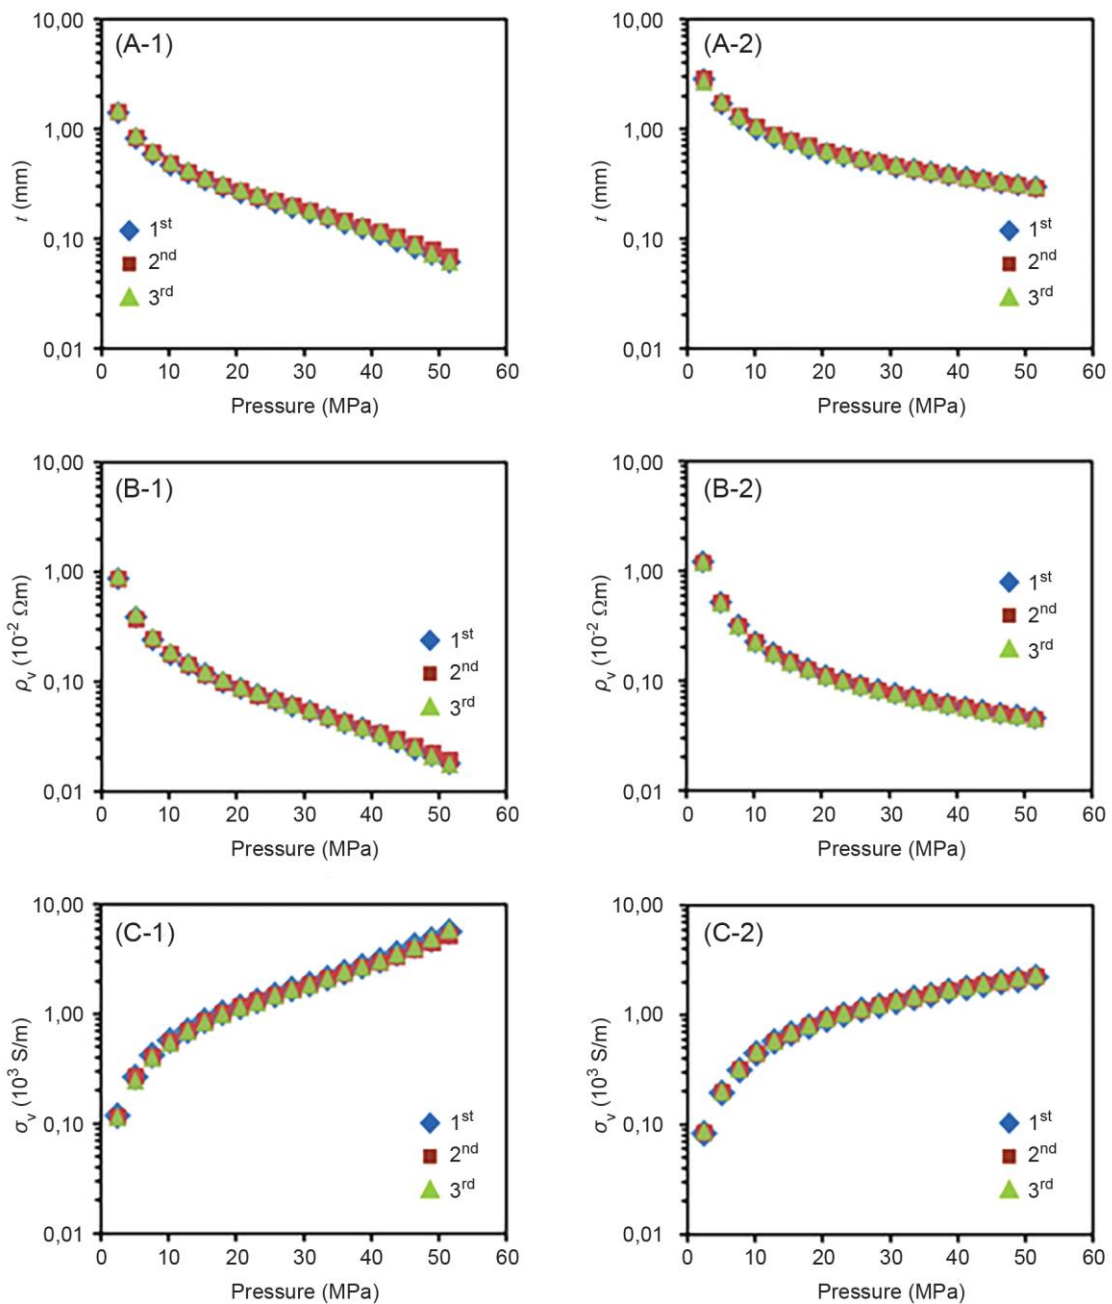 (A-1)
10,00
1,00
0,10
0,01
t (mm)
1st
2nd
3rd
0 10 20 30 40 50 60
Pressure (MPa)
(A-2)
10,00
1,00
0,10
0,01
t (mm)
1st
2nd
3rd
0 10 20 30 40 50 60
Pressure (MPa)
(B-1)
10,00
1,00
0,10
0,01
ρv (10-2 Ωm)
1st
2nd
3rd
0 10 20 30 40 50 60
Pressure (MPa)
(B-2)
10,00
1,00
0,10
0,01
ρv (10-2 Ωm)
1st
2nd
3rd
0 10 20 30 40 50 60
Pressure (MPa)
(C-1)
10,00
1,00
0,10
0,01
σv (103 S/m)
1st
2nd
3rd
0 10 20 30 40 50 60
Pressure (MPa)
(C-2)
10,00
1,00
0,10
0,01
σv (103 S/m)
1st
2nd
3rd
0 10 20 30 40 50 60
Pressure (MPa)